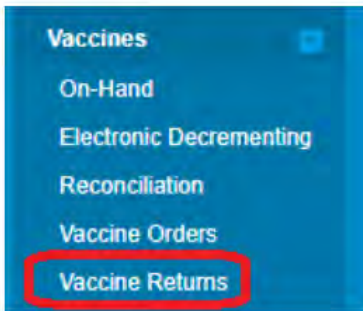 Vaccines
On-Hand
Electronic Decrementing
Reconciliation
Vaccine Orders
Vaccine Returns